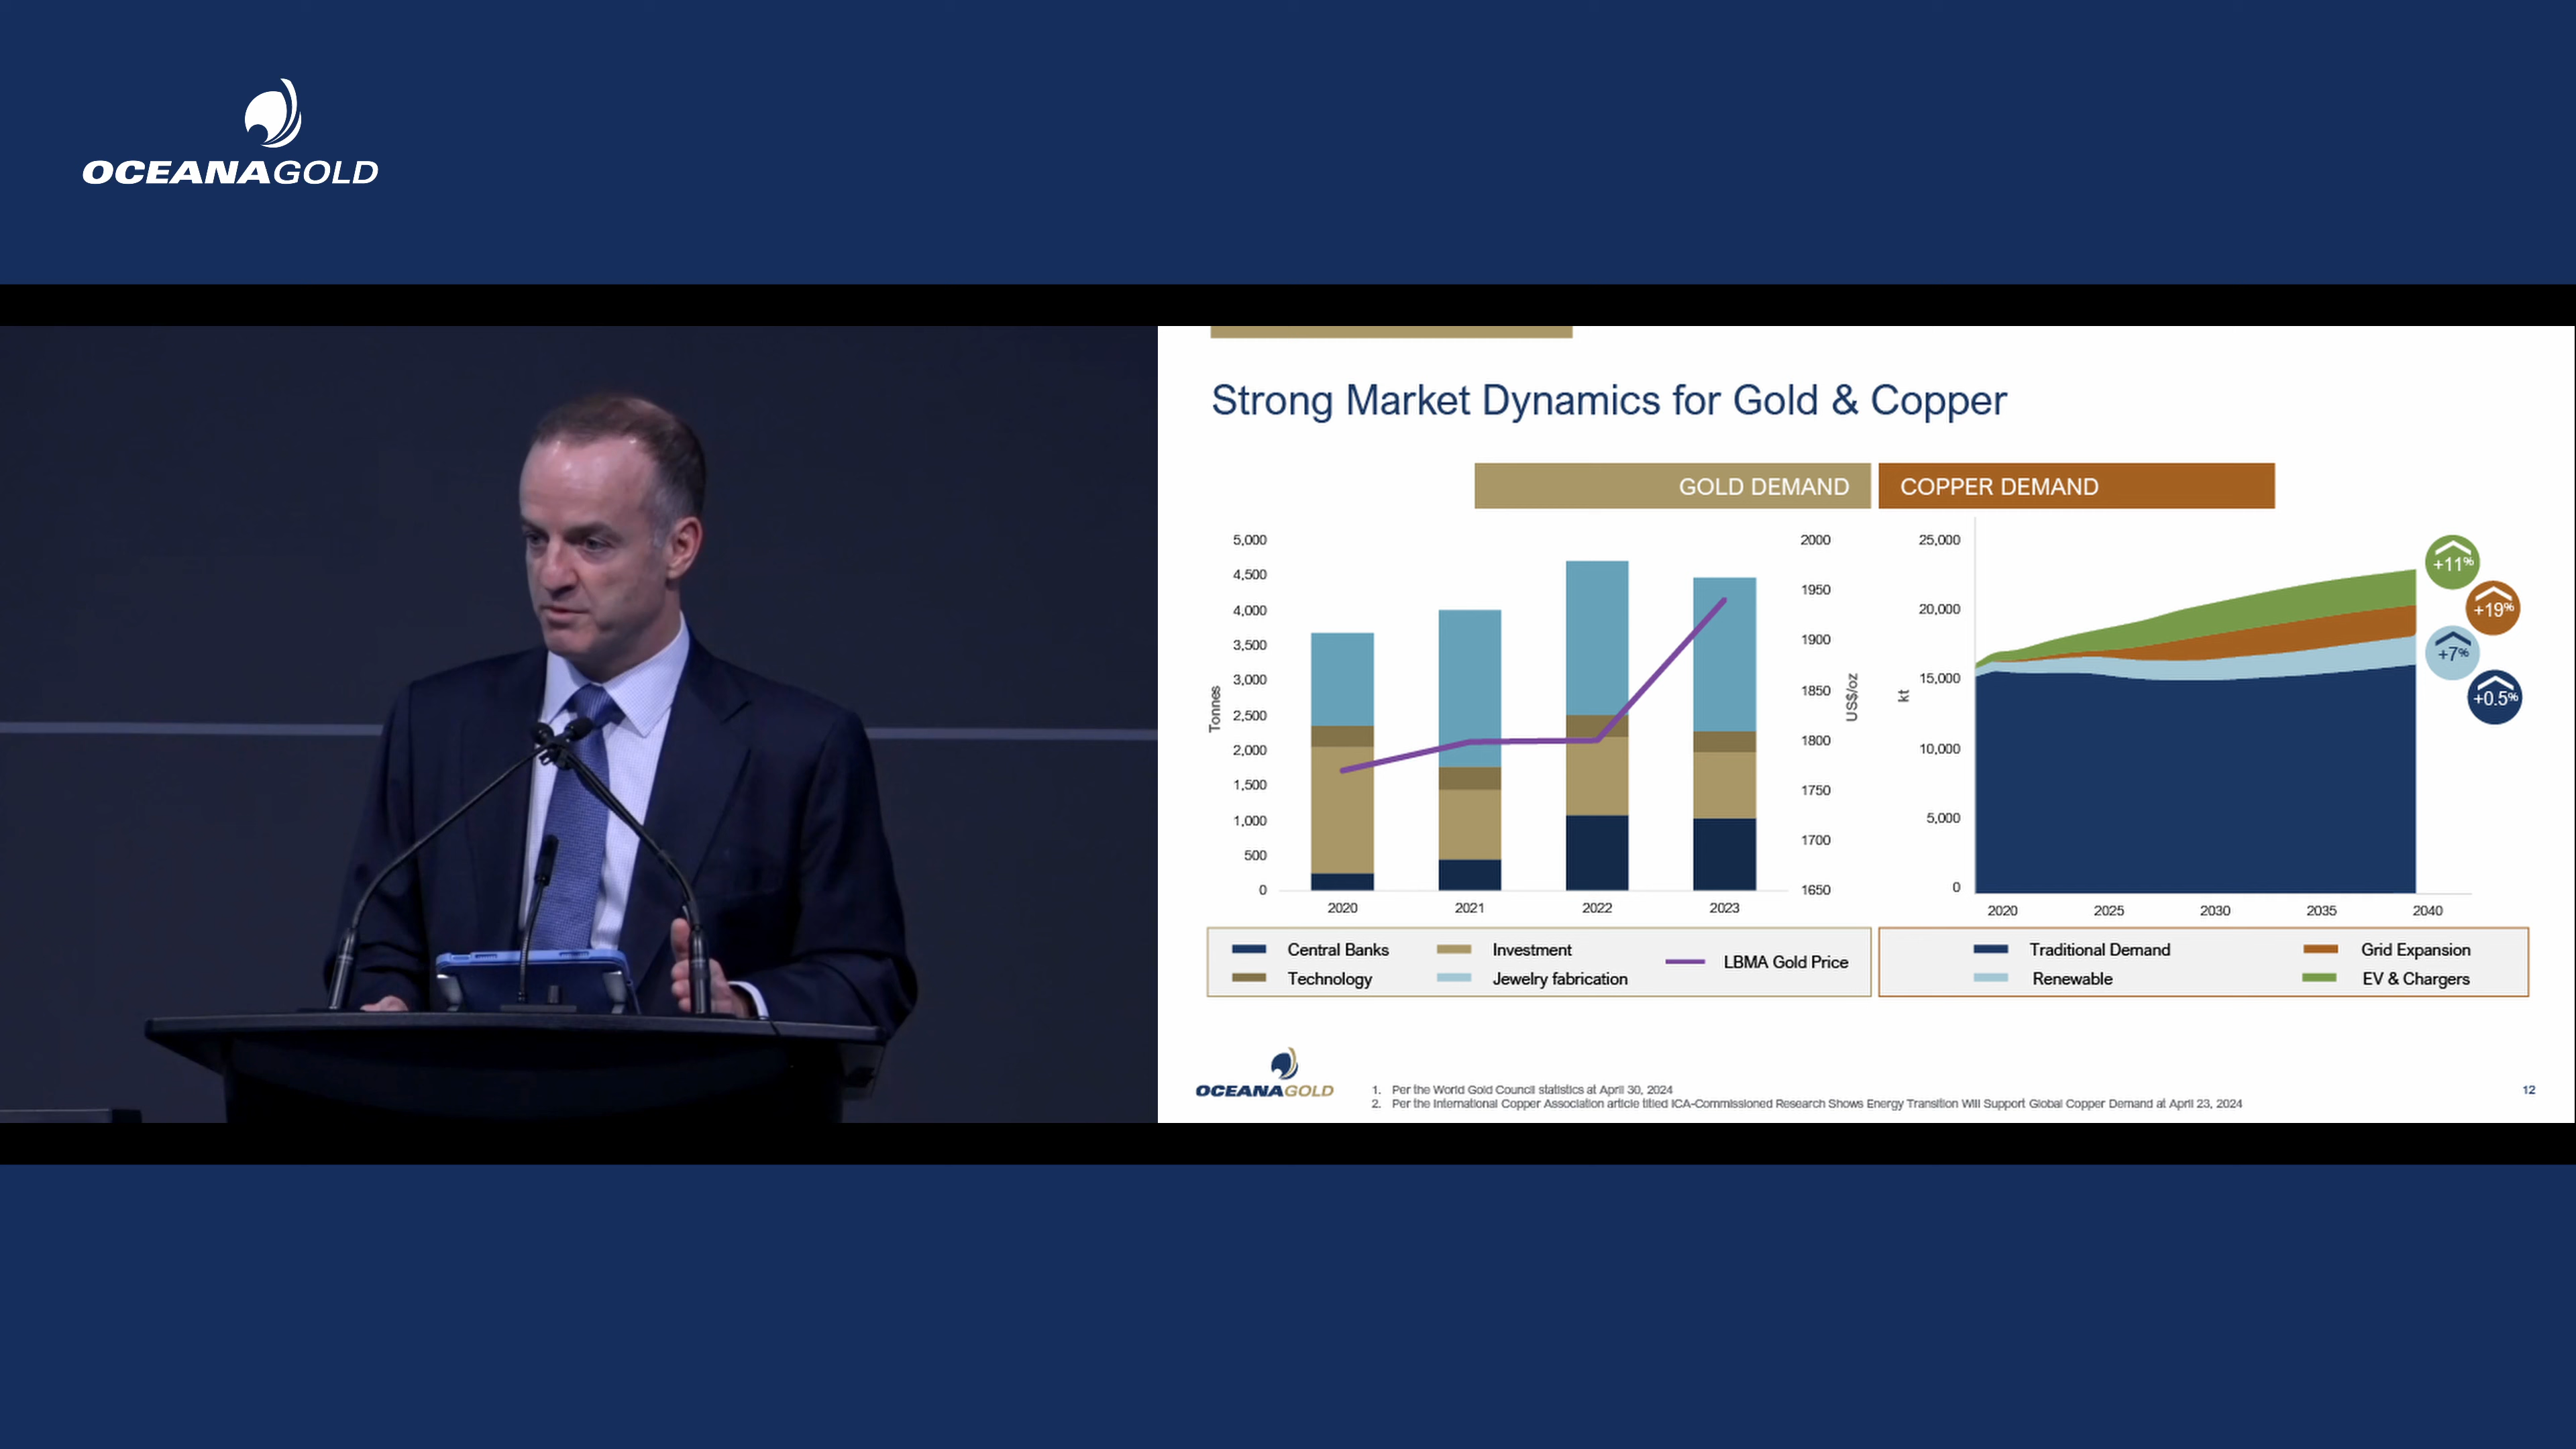 OCEANAGOLD
Strong Market Dynamics for Gold & Copper
GOLD DEMAND
COPPER DEMAND
5,000
4,500
4,000
3,500
3,000
2,500
2,000
1,500
1,000
500
0
Tonnes
2020
2021
2022
2023
2000
1950
1900
1850
1800
1750
1700
1650
US$/oz
Central Banks
Investment
LBMA Gold Price
Technology
Jewelry fabrication
25,000
20,000
15,000
10,000
5,000
0
kt
2020
2025
2030
2035
2040
+11%
+19%
+7%
+0.5%
Traditional Demand
Grid Expansion
Renewable
EV & Chargers
OCEANAGOLD
1. Per the World Gold Council statistics at April 30, 2024
2. Per the International Copper Association article titled ICA-Commissioned Research Shows Energy Transition Will Support Global Copper Demand at April 23, 2024
12